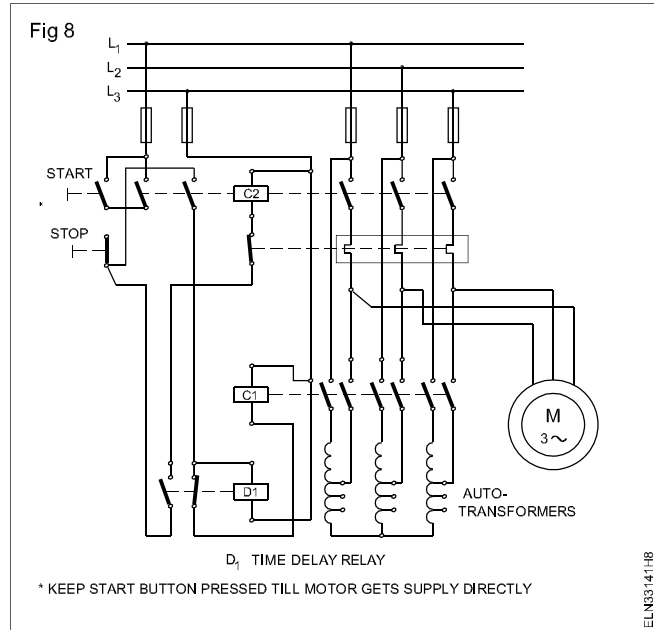 Fig 8
L1
L2
L3
START
*
STOP
C2
C1
M
3~
D1
AUTO-
TRANSFORMERS
D1 TIME DELAY RELAY
* KEEP START BUTTON PRESSED TILL MOTOR GETS SUPPLY DIRECTLY
ELN33141H8